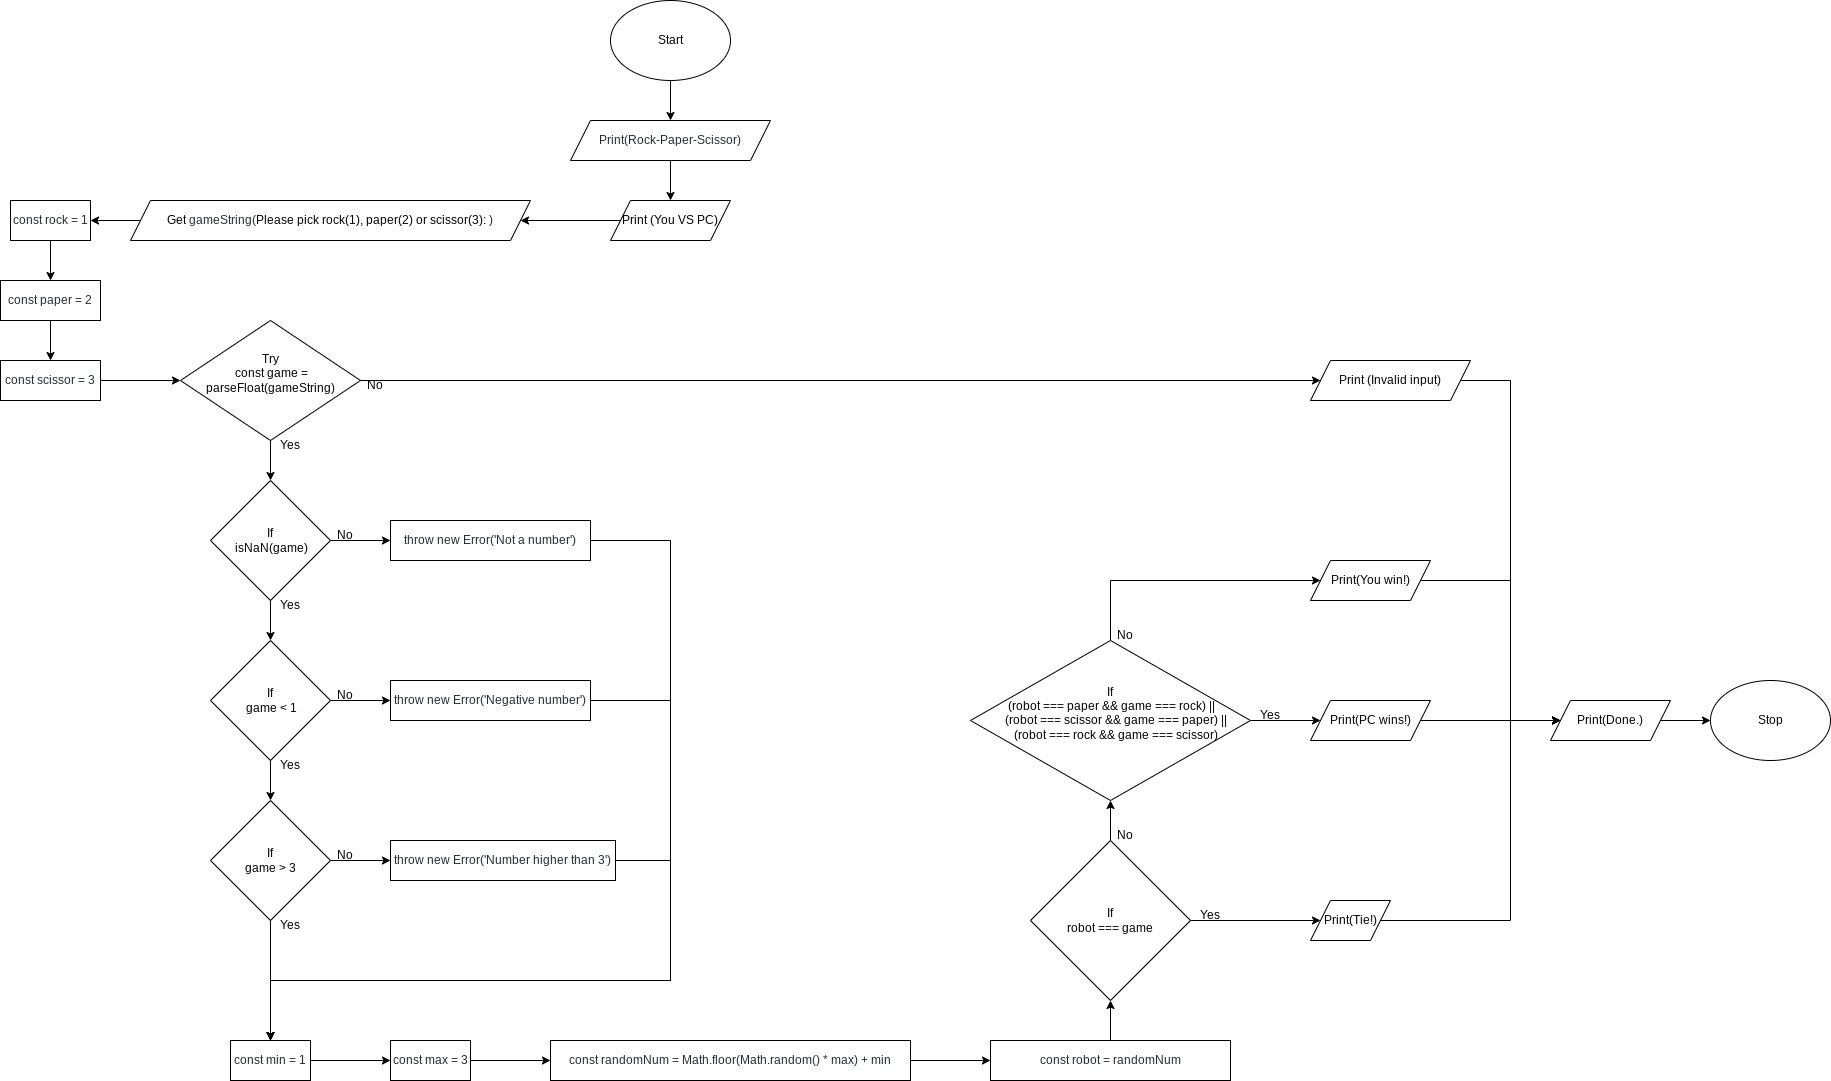 Start
Print(Rock-Paper-Scissor)
Print (You VS PC)
Get gameString(Please pick rock(1), paper(2) or scissor(3): )
const rock = 1
const paper = 2
const scissor = 3
Try
const game =
parseFloat(gameString)
No
Print (Invalid input)
Yes
If
isNaN(game)
No
throw new Error('Not a number')
Yes
If
game < 1
No
throw new Error('Negative number')
Yes
If
game > 3
No
throw new Error('Number higher than 3')
Yes
const min = 1
const max = 3
const randomNum = Math.floor(Math.random() * max) + min
const robot = randomNum
If
robot === game
Yes
Print(Tie!)
No
If
(robot === paper && game === rock) ||
(robot === scissor && game === paper) ||
(robot === rock && game === scissor)
Yes
Print(PC wins!)
No
Print(You win!)
Print(Done.)
Stop